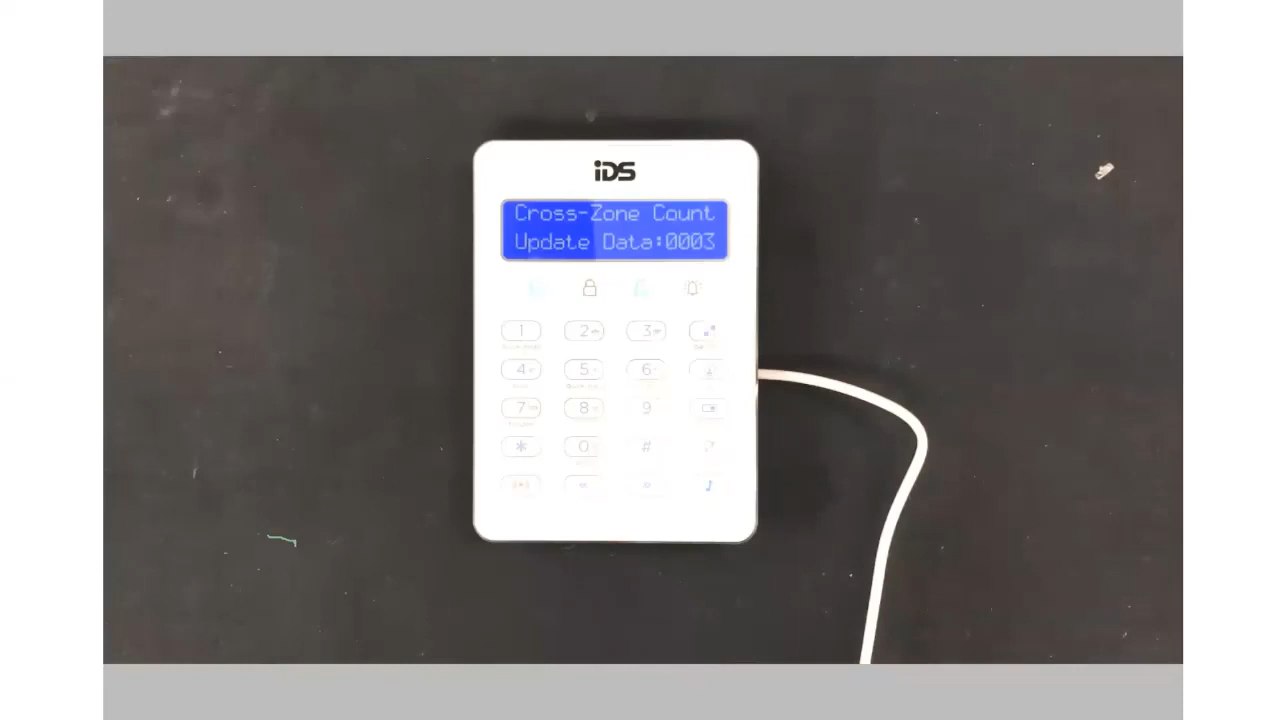 iDS
Cross-Zone Count
Update Data:0003
1 2 3
4 5 6
7 8 9
* 0 #